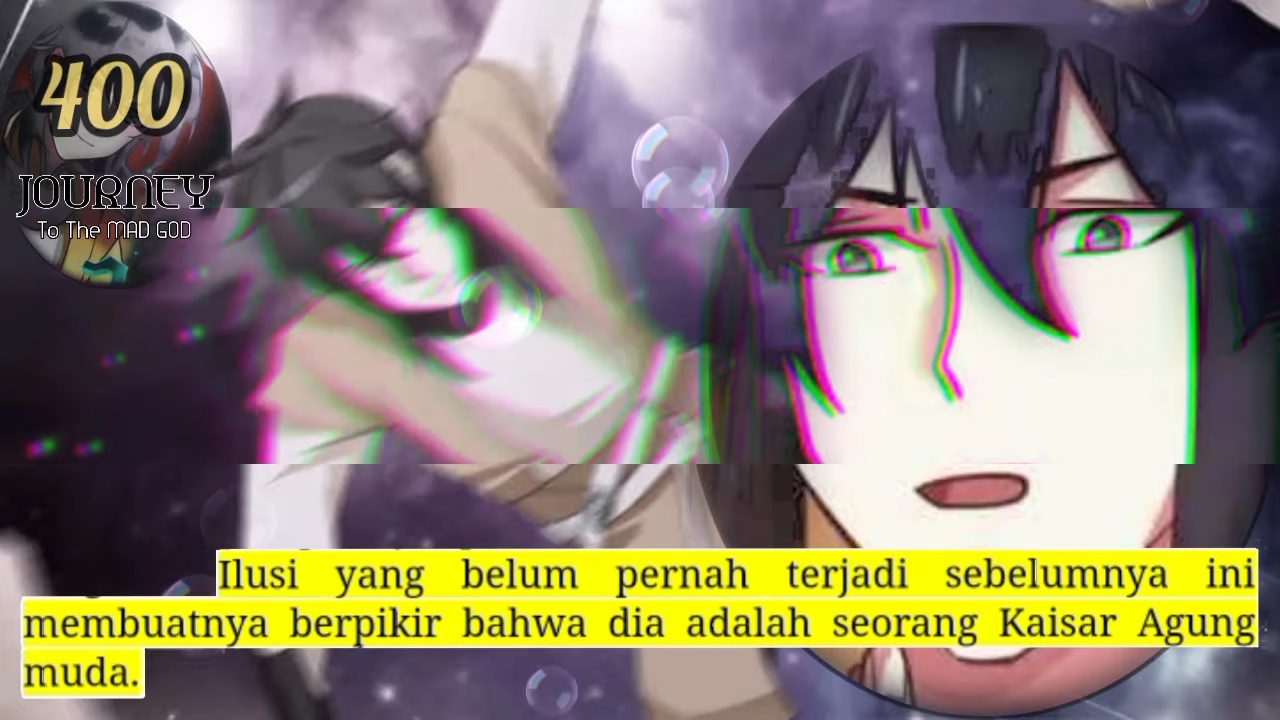 400
JOURNEY
To The MAD GOD
Ilusi yang belum pernah terjadi sebelumnya ini
membuatnya berpikir bahwa dia adalah seorang Kaisar Agung
muda.